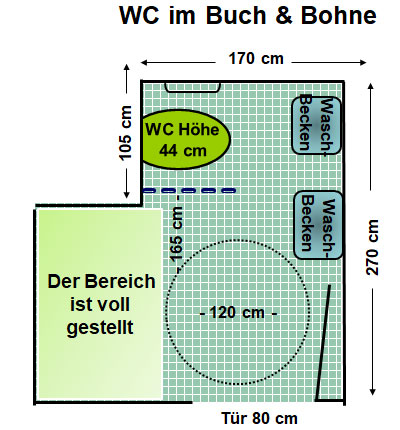 WC im Buch & Bohne
170 cm
105 cm
WC Höhe
44 cm
Wasch-
Becken
- 165 cm -
Wasch-
Becken
270 cm
Der Bereich
ist voll
gestellt
- 120 cm -
Tür 80 cm